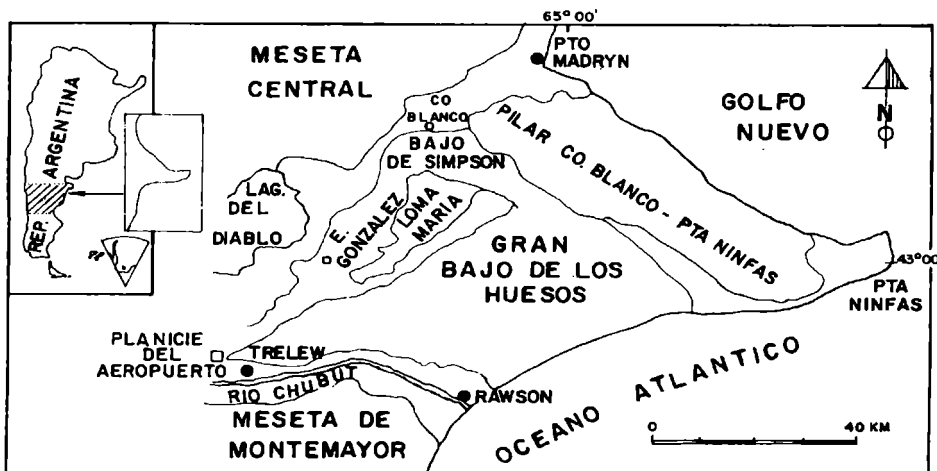 65° 00'
MESETA
CENTRAL
PTO
MADRYN
GOLFO
NUEVO
N
ARGENTINA
REP.
CO
BLANCO
BAJO
DE SIMPSON
PILAR CO. BLANCO - PTA NINFAS
LAG.
DEL
DIABLO
E.
GONZALEZ
LOMA
MARIA
GRAN
BAJO DE LOS
HUESOS
43°00'
PTA
NINFAS
PLANICIE
DEL
AEROPUERTO
TRELEW
RIO CHUBUT
RAWSON
MESETA DE
MONTEMAYOR
OCEANO ATLANTICO
0 40 KM